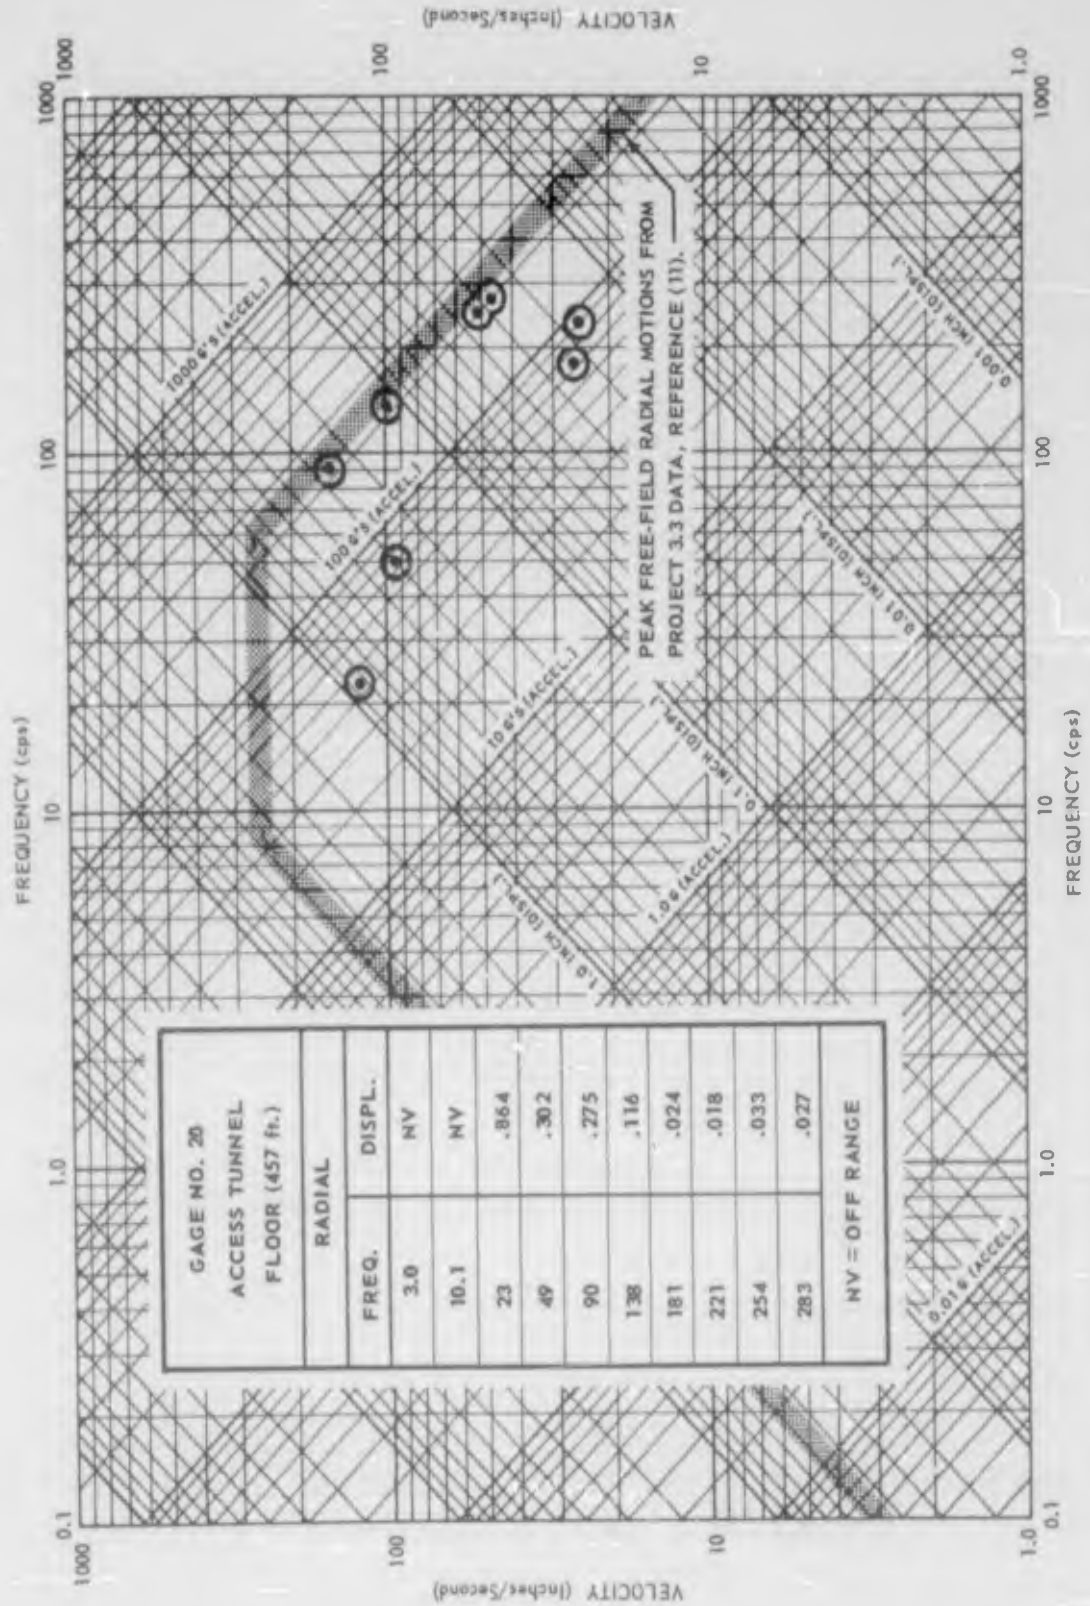 FREQUENCY (cps)
0.1
1.0
10
100
1000
1000
100
10
1.0
VELOCITY (Inches/Second)
1000
100
10
1.0
VELOCITY (Inches/Second)
1000 G'S (ACCEL.)
100 G'S (ACCEL.)
10 G'S (ACCEL.)
1.0 G (ACCEL.)
0.01 G (ACCEL.)
1.0 INCH (DISPL.)
0.1 INCH (DISPL.)
0.01 INCH (DISPL.)
0.001 INCH (DISPL.)
PEAK FREE-FIELD RADIAL MOTIONS FROM
PROJECT 3.3 DATA, REFERENCE (11).
GAGE NO. 20
ACCESS TUNNEL
FLOOR (457 ft.)
RADIAL
FREQ. DISPL.
3.0 NV
10.1 NV
23 .864
49 .302
90 .275
138 .116
181 .024
221 .018
254 .033
283 .027
NV = OFF RANGE
0.1
1.0
10
100
1000
FREQUENCY (cps)